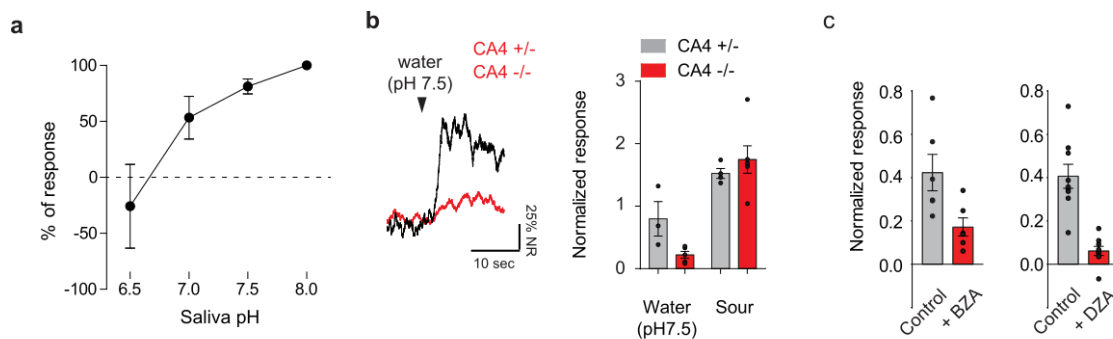 a
100
50
0
-50
-100
% of response
6.5 7.0 7.5 8.0
Saliva pH
b
CA4 +/-
CA4 -/-
water
(pH 7.5)
25% NR
10 sec
CA4 +/-
CA4 -/-
3
2
1
0
Normalized response
Water
(pH7.5)
Sour
c
0.8
0.6
0.4
0.2
0.0
Normalized response
Control
+ BZA
0.8
0.6
0.4
0.2
0.0
Control
+ DZA